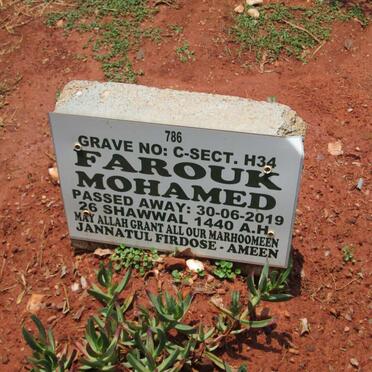 786
GRAVE NO: C-SECT. H34
FAROUK
MOHAMED
PASSED AWAY: 30-06-2019
26 SHAWWAL 1440 A.H.
MAY ALLAH GRANT ALL OUR MARHOOMEEN
JANNATUL FIRDOSE - AMEEN